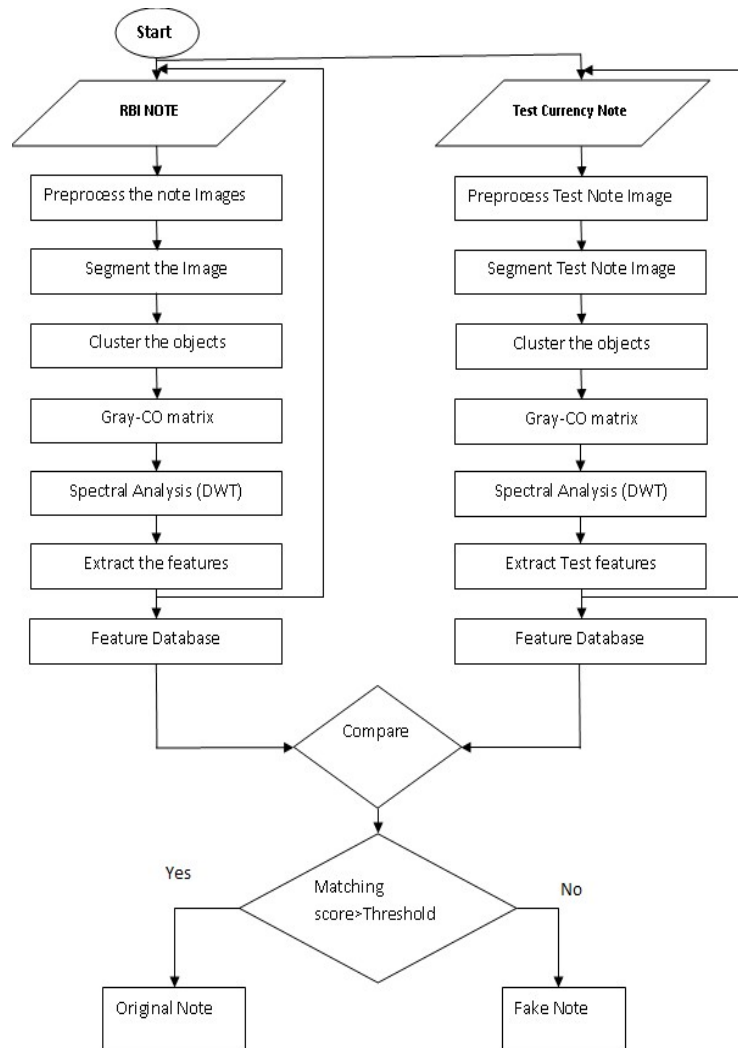 Start
RBI NOTE
Preprocess the note Images
Segment the Image
Cluster the objects
Gray-CO matrix
Spectral Analysis (DWT)
Extract the features
Feature Database
Test Currency Note
Preprocess Test Note Image
Segment Test Note Image
Cluster the objects
Gray-CO matrix
Spectral Analysis (DWT)
Extract Test features
Feature Database
Compare
Matching
score>Threshold
Yes
No
Original Note
Fake Note